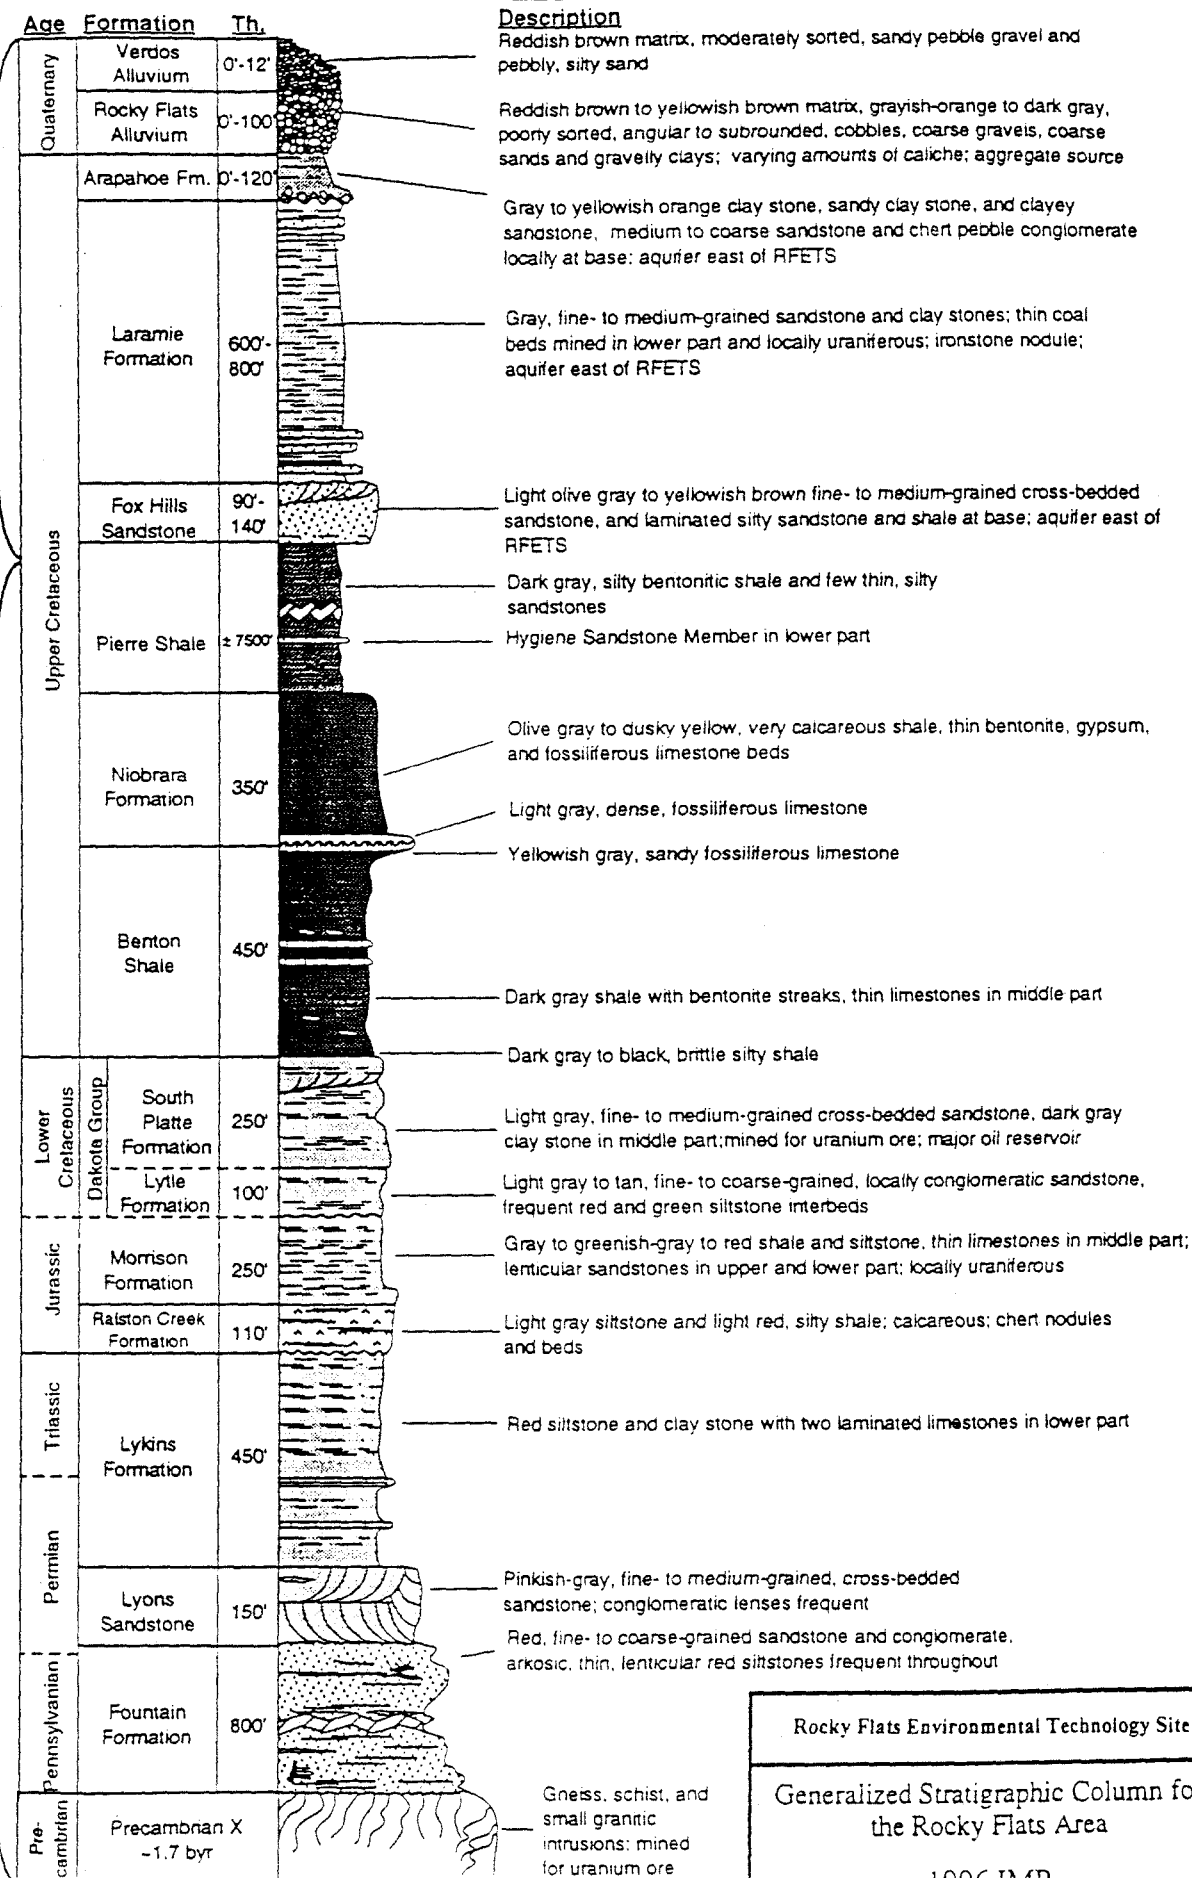 Age Formation Th. Description
Quaternary
Verdos
Alluvium
0'-12'
Reddish brown matrix, moderately sorted, sandy pebble gravel and
pebbly, silty sand
Rocky Flats
Alluvium
0'-100'
Reddish brown to yellowish brown matrix, grayish-orange to dark gray,
poorly sorted, angular to subrounded, cobbles, coarse gravels, coarse
sands and gravelly clays; varying amounts of caliche; aggregate source
Upper Cretaceous
Arapahoe Fm.
0'-120'
Gray to yellowish orange clay stone, sandy clay stone, and clayey
sandstone, medium to coarse sandstone and chert pebble conglomerate
locally at base; aquifer east of RFETS
Laramie
Formation
600'-
800'
Gray, fine- to medium-grained sandstone and clay stones; thin coal
beds mined in lower part and locally uraniferous; ironstone nodule;
aquifer east of RFETS
Fox Hills
Sandstone
90'-
140'
Light olive gray to yellowish brown fine- to medium-grained cross-bedded
sandstone, and laminated silty sandstone and shale at base; aquifer east of
RFETS
Pierre Shale
± 7500'
Dark gray, silty bentonitic shale and few thin, silty
sandstones
Hygiene Sandstone Member in lower part
Niobrara
Formation
350'
Olive gray to dusky yellow, very calcareous shale, thin bentonite, gypsum,
and fossiliferous limestone beds
Light gray, dense, fossiliferous limestone
Yellowish gray, sandy fossiliferous limestone
Benton
Shale
450'
Dark gray shale with bentonite streaks, thin limestones in middle part
Dark gray to black, brittle silty shale
Lower
Cretaceous
Dakota Group
South
Platte
Formation
250'
Light gray, fine- to medium-grained cross-bedded sandstone, dark gray
clay stone in middle part;mined for uranium ore; major oil reservoir
Lytle
Formation
100'
Light gray to tan, fine- to coarse-grained, locally conglomeratic sandstone,
frequent red and green siltstone interbeds
Jurassic
Morrison
Formation
250'
Gray to greenish-gray to red shale and siltstone, thin limestones in middle part;
lenticular sandstones in upper and lower part; locally uraniferous
Ralston Creek
Formation
110'
Light gray siltstone and light red, silty shale; calcareous; chert nodules
and beds
Triassic
Lykins
Formation
450'
Red siltstone and clay stone with two laminated limestones in lower part
Permian
Lyons
Sandstone
150'
Pinkish-gray, fine- to medium-grained, cross-bedded
sandstone; conglomeratic lenses frequent
Pennsylvanian
Fountain
Formation
800'
Red, fine- to coarse-grained sandstone and conglomerate,
arkosic, thin, lenticular red siltstones frequent throughout
Pre-
cambrian
Precambrian X
~1.7 byr
Gneiss, schist, and
small granitic
intrusions: mined
for uranium ore
Rocky Flats Environmental Technology Site
Generalized Stratigraphic Column for
the Rocky Flats Area
1996 IMP